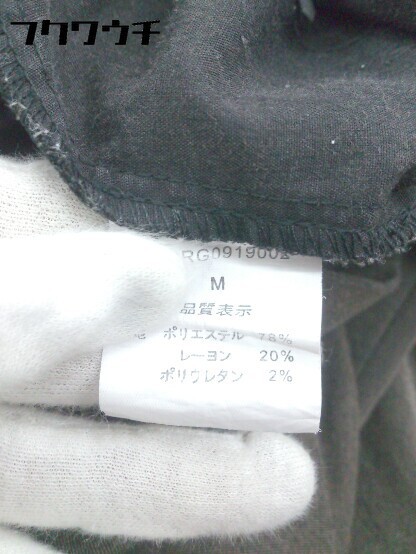 フクワウチ
RG091900
M
品質表示
ポリエステル 78%
レーヨン 20%
ポリウレタン 2%